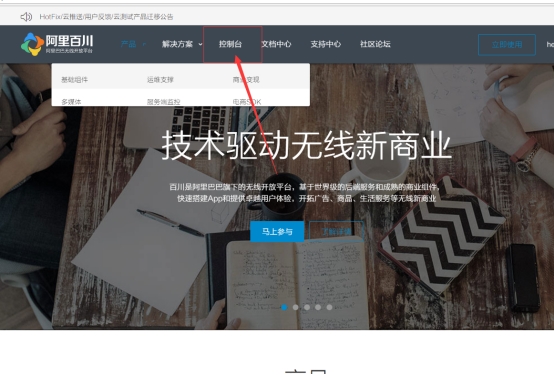 HotFix/云推送/用户反馈/云测试产品迁移公告
阿里百川
阿里巴巴无线开放平台
产品 解决方案 控制台 文档中心 支持中心 社区论坛 立即使用 he
基础组件 运维支撑 商业变现
多媒体 服务端监控 电商SDK
技术驱动无线新商业
百川是阿里巴巴旗下的无线开放平台，基于世界级的后端服务和成熟的商业组件，
快速搭建App和提供卓越用户体验，开拓广告、商品、生活服务等无线新商业
马上参与 了解详情